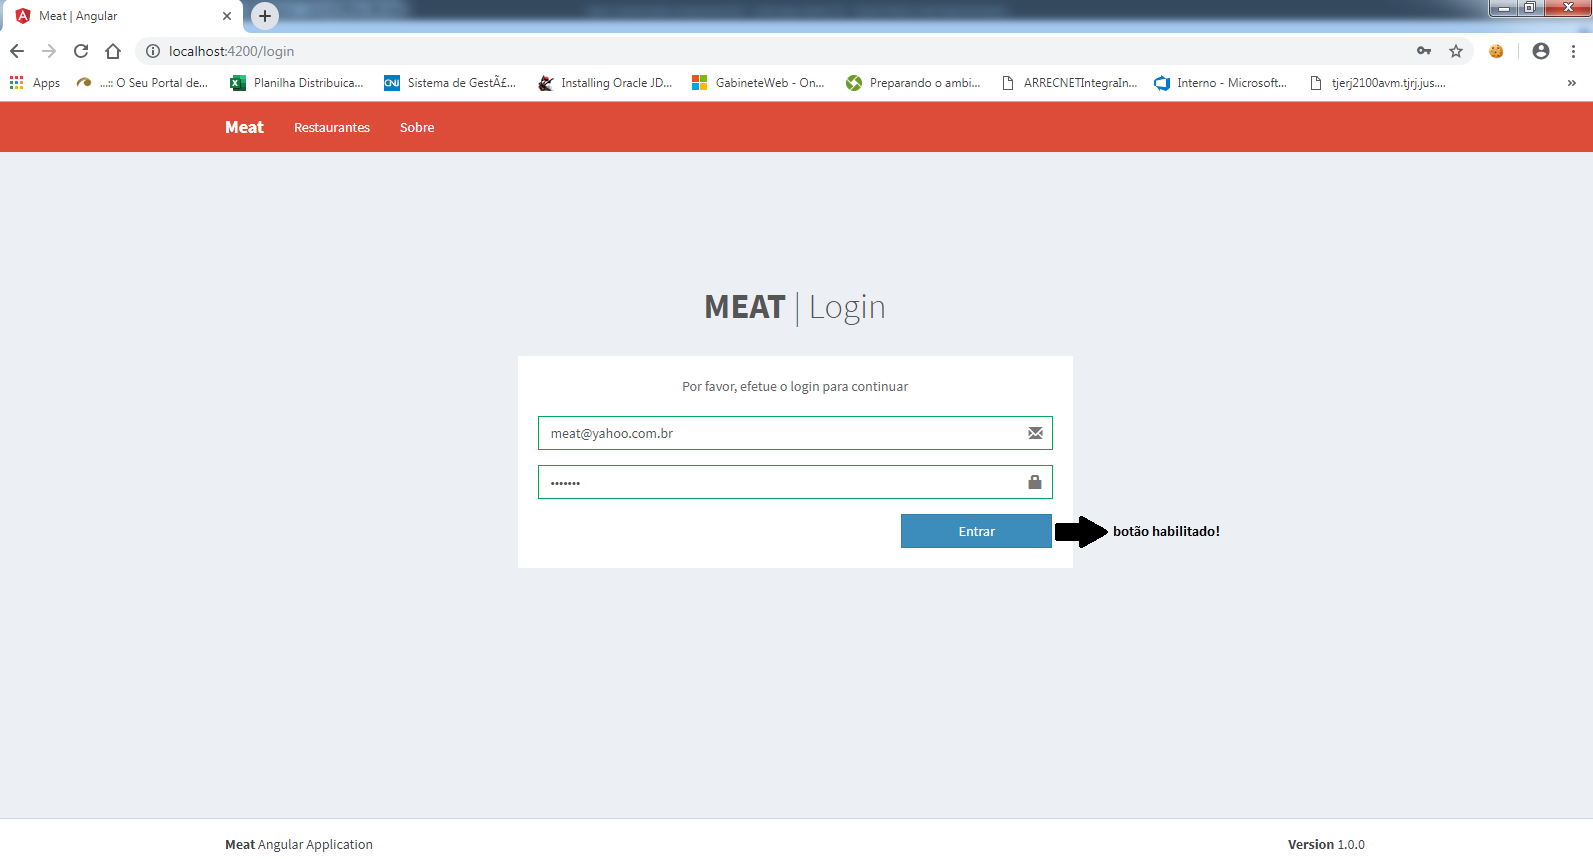 Meat | Angular
localhost:4200/login
Apps ...:: O Seu Portal de... Planilha Distribuica... CNJ Sistema de GestÃ£... Installing Oracle JD... GabineteWeb - On... Preparando o ambi... ARRECNETIntegraIn... Interno - Microsoft... tjerj2100avm.tjrj.jus.... »
Meat Restaurantes Sobre
MEAT | Login
Por favor, efetue o login para continuar
meat@yahoo.com.br
•••••••
Entrar botão habilitado!
Meat Angular Application Version 1.0.0